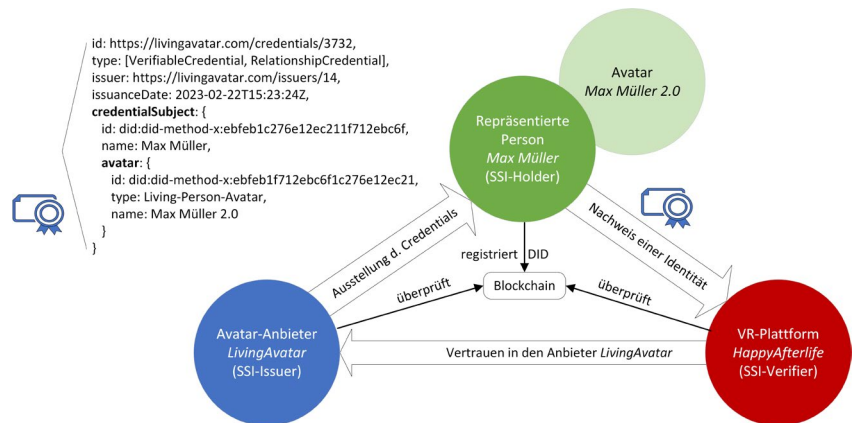 id: https://livingavatar.com/credentials/3732,
type: [VerifiableCredential, RelationshipCredential],
issuer: https://livingavatar.com/issuers/14,
issuanceDate: 2023-02-22T15:23:24Z,
credentialSubject: {
id: did:did-method-x:ebfeb1c276e12ec211f712ebc6f,
name: Max Müller,
avatar: {
id: did:did-method-x:ebfeb1f712ebc6f1c276e12ec21,
type: Living-Person-Avatar,
name: Max Müller 2.0
}
}
Avatar
Max Müller 2.0
Repräsentierte
Person
Max Müller
(SSI-Holder)
Ausstellung d. Credentials
Nachweis einer Identität
registriert DID
Blockchain
überprüft
überprüft
Avatar-Anbieter
LivingAvatar
(SSI-Issuer)
Vertrauen in den Anbieter LivingAvatar
VR-Plattform
HappyAfterlife
(SSI-Verifier)